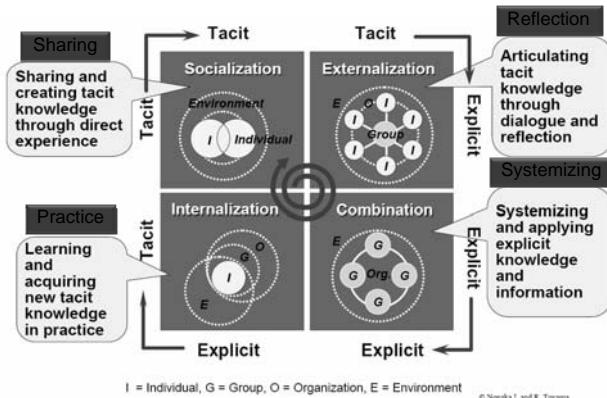 Sharing
Sharing and
creating tacit
knowledge
through direct
experience
Tacit
Tacit
Socialization
Environment
I
Individual
Tacit
Externalization
E
O
I
I
I
Group
I
I
I
Explicit
Reflection
Articulating
tacit
knowledge
through
dialogue and
reflection
Practice
Learning
and
acquiring
new tacit
knowledge
in practice
Tacit
Internalization
O
G
I
E
Explicit
Combination
E
G
G
Org.
G
G
Explicit
Explicit
Systemizing
Systemizing
and applying
explicit
knowledge
and
information
I = Individual, G = Group, O = Organization, E = Environment